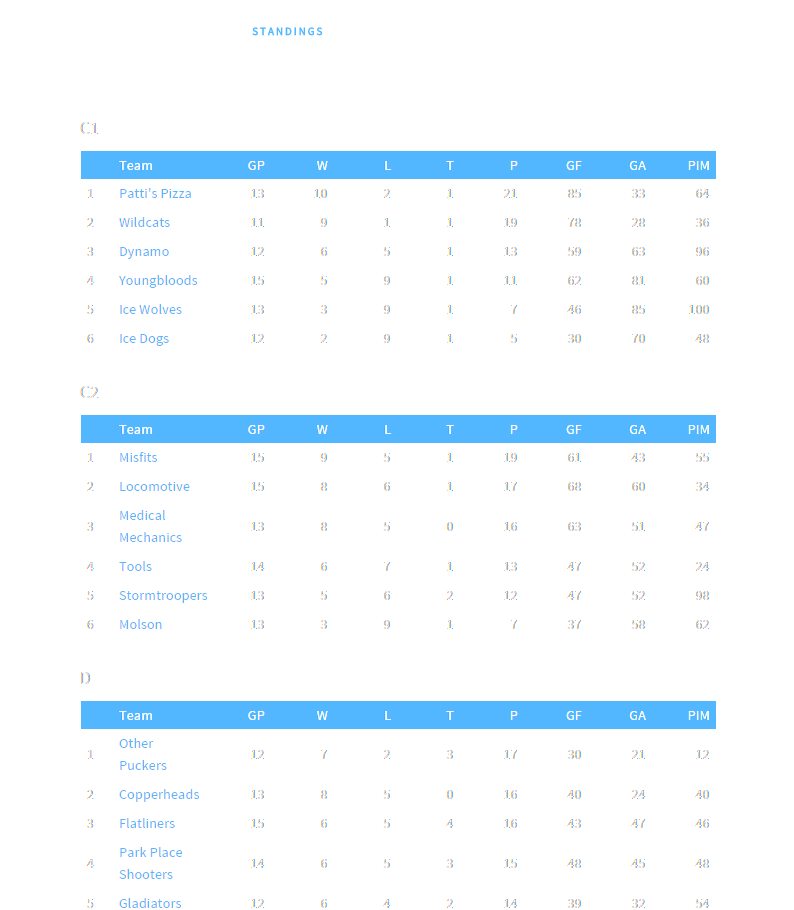 STANDINGS
C1
Team GP W L T P GF GA PIM
1 Patti's Pizza 13 10 2 1 21 85 33 64
2 Wildcats 11 9 1 1 19 78 28 36
3 Dynamo 12 6 5 1 13 59 63 96
4 Youngbloods 15 5 9 1 11 62 81 60
5 Ice Wolves 13 3 9 1 7 46 85 100
6 Ice Dogs 12 2 9 1 5 30 70 48
C2
Team GP W L T P GF GA PIM
1 Misfits 15 9 5 1 19 61 43 55
2 Locomotive 15 8 6 1 17 68 60 34
3 Medical Mechanics 13 8 5 0 16 63 51 47
4 Tools 14 6 7 1 13 47 52 24
5 Stormtroopers 13 5 6 2 12 47 52 98
6 Molson 13 3 9 1 7 37 58 62
D
Team GP W L T P GF GA PIM
1 Other Puckers 12 7 2 3 17 30 21 12
2 Copperheads 13 8 5 0 16 40 24 40
3 Flatliners 15 6 5 4 16 43 47 46
4 Park Place Shooters 14 6 5 3 15 48 45 48
5 Gladiators 12 6 4 2 14 39 32 54